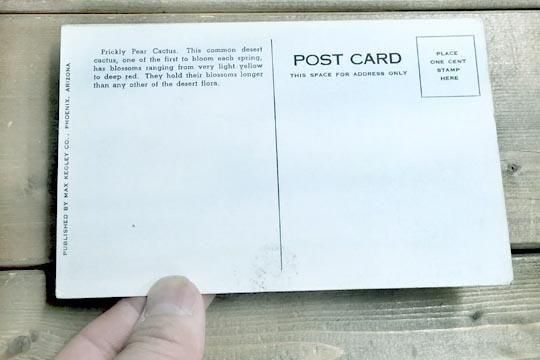 Prickly Pear Cactus. This common desert
cactus, one of the first to bloom each spring,
has blossoms ranging from very light yellow
to deep red. They hold their blossoms longer
than any other of the desert flora.
PUBLISHED BY MAX KEGLEY CO., PHOENIX, ARIZONA
POST CARD
THIS SPACE FOR ADDRESS ONLY
PLACE
ONE CENT
STAMP
HERE